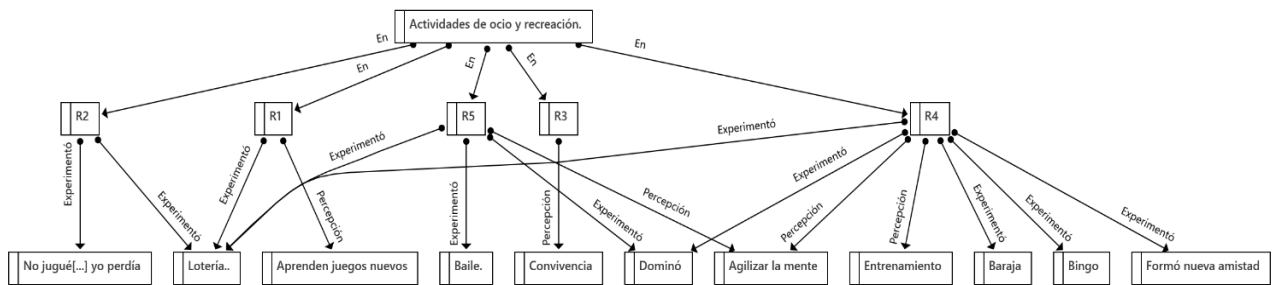 Actividades de ocio y recreación.
En
En
En
En
En
R2
R1
R5
R3
R4
Experimentó
Experimentó
Experimentó
Percepción
Experimentó
Experimentó
Experimentó
Percepción
Percepción
Experimentó
Experimentó
Percepción
Percepción
Experimentó
Experimentó
Experimentó
No jugué[...] yo perdía
Lotería..
Aprenden juegos nuevos
Baile.
Convivencia
Dominó
Agilizar la mente
Entrenamiento
Baraja
Bingo
Formó nueva amistad